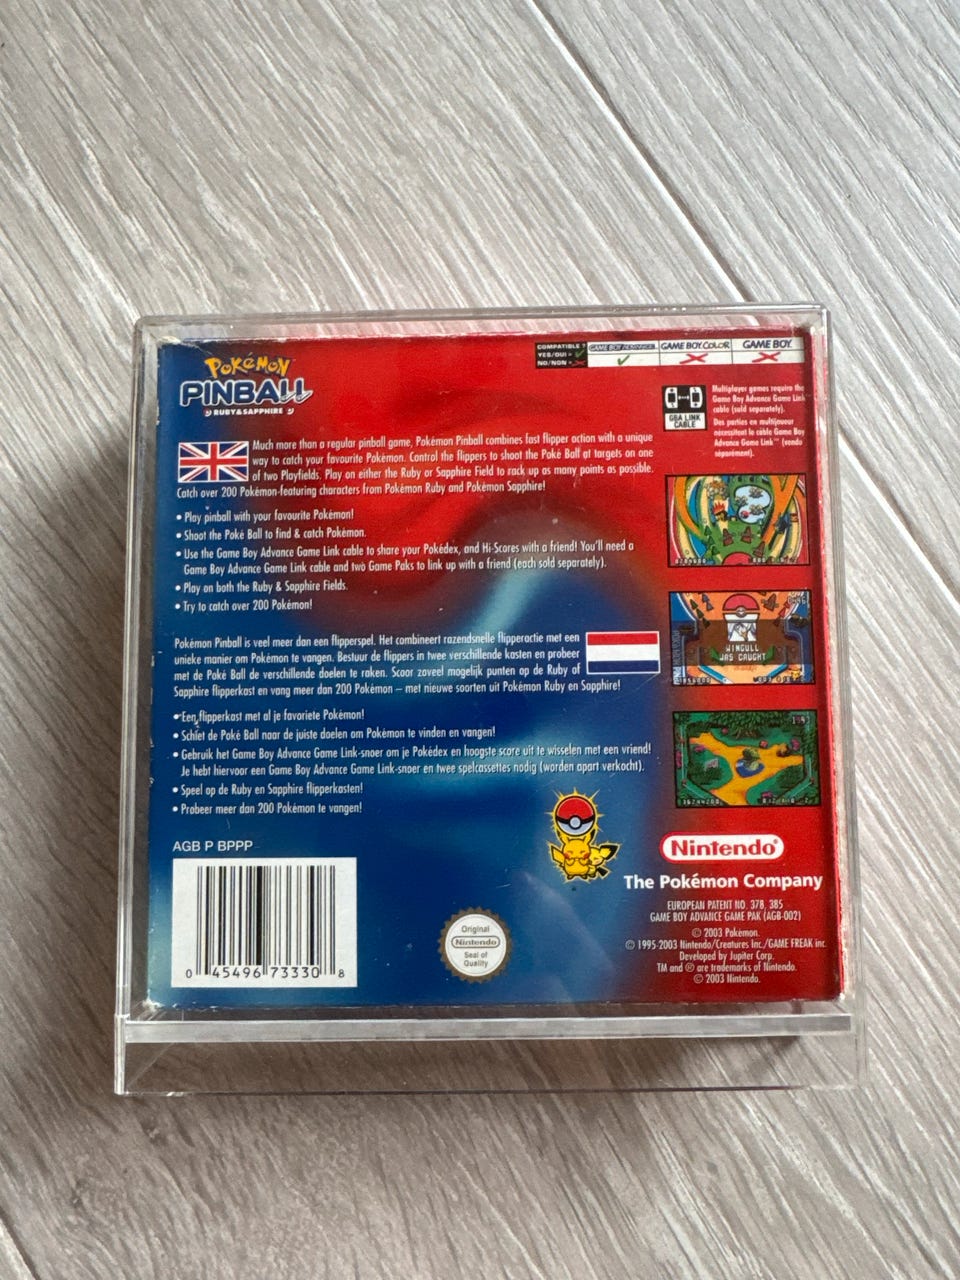 POKéMON™
PINBALL
RUBY&SAPPHIRE
COMPATIBLE ?
YES/OUI =
NO/NON =
GAME BOY ADVANCE
GAME BOY COLOR
GAME BOY
GBA LINK
CABLE
Multiplayer games require the
Game Boy Advance Game Link
cable (sold separately).
Des parties en multijoueur
nécessitent le câble Game Boy
Advance Game Link™ (vendu
séparément).
Much more than a regular pinball game, Pokémon Pinball combines fast flipper action with a unique
way to catch your favourite Pokémon. Control the flippers to shoot the Poké Ball at targets on one
of two Playfields. Play on either the Ruby or Sapphire Field to rack up as many points as possible.
Catch over 200 Pokémon-featuring characters from Pokémon Ruby and Pokémon Sapphire!
• Play pinball with your favourite Pokémon!
• Shoot the Poké Ball to find & catch Pokémon.
• Use the Game Boy Advance Game Link cable to share your Pokédex, and Hi-Scores with a friend! You'll need a
Game Boy Advance Game Link cable and two Game Paks to link up with a friend (each sold separately).
• Play on both the Ruby & Sapphire Fields.
• Try to catch over 200 Pokémon!
Pokémon Pinball is veel meer dan een flipperspel. Het combineert razendsnelle flipperactie met een
unieke manier om Pokémon te vangen. Bestuur de flippers in twee verschillende kasten en probeer
met de Poké Ball de verschillende doelen te raken. Scoor zoveel mogelijk punten op de Ruby of
Sapphire flipperkast en vang meer dan 200 Pokémon – met nieuwe soorten uit Pokémon Ruby en Sapphire!
• Een flipperkast met al je favoriete Pokémon!
• Schiet de Poké Ball naar de juiste doelen om Pokémon te vinden en vangen!
• Gebruik het Game Boy Advance Game Link-snoer om je Pokédex en hoogste score uit te wisselen met een vriend!
Je hebt hiervoor een Game Boy Advance Game Link-snoer en twee spelcassettes nodig (worden apart verkocht).
• Speel op de Ruby en Sapphire flipperkasten!
• Probeer meer dan 200 Pokémon te vangen!
WINGULL
WAS CAUGHT
AGB P BPPP
0 45496 73330 8
Original
Nintendo
Seal of
Quality
Nintendo®
The Pokémon Company
EUROPEAN PATENT NO. 378, 385
GAME BOY ADVANCE GAME PAK (AGB-002)
© 2003 Pokémon.
© 1995-2003 Nintendo/Creatures Inc./GAME FREAK inc.
Developed by Jupiter Corp.
TM and ® are trademarks of Nintendo.
© 2003 Nintendo.